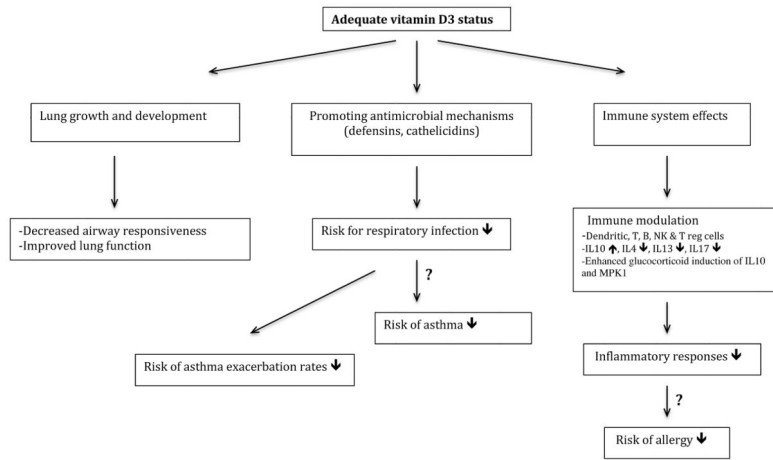 Adequate vitamin D3 status
Lung growth and development
Promoting antimicrobial mechanisms
(defensins, cathelicidins)
Immune system effects
-Decreased airway responsiveness
-Improved lung function
Risk for respiratory infection ↓
Immune modulation
-Dendritic, T, B, NK & T reg cells
-IL10 ↑, IL4 ↓, IL13 ↓, IL17 ↓
-Enhanced glucocorticoid induction of IL10
and MPK1
?
Risk of asthma ↓
Risk of asthma exacerbation rates ↓
Inflammatory responses ↓
?
Risk of allergy ↓